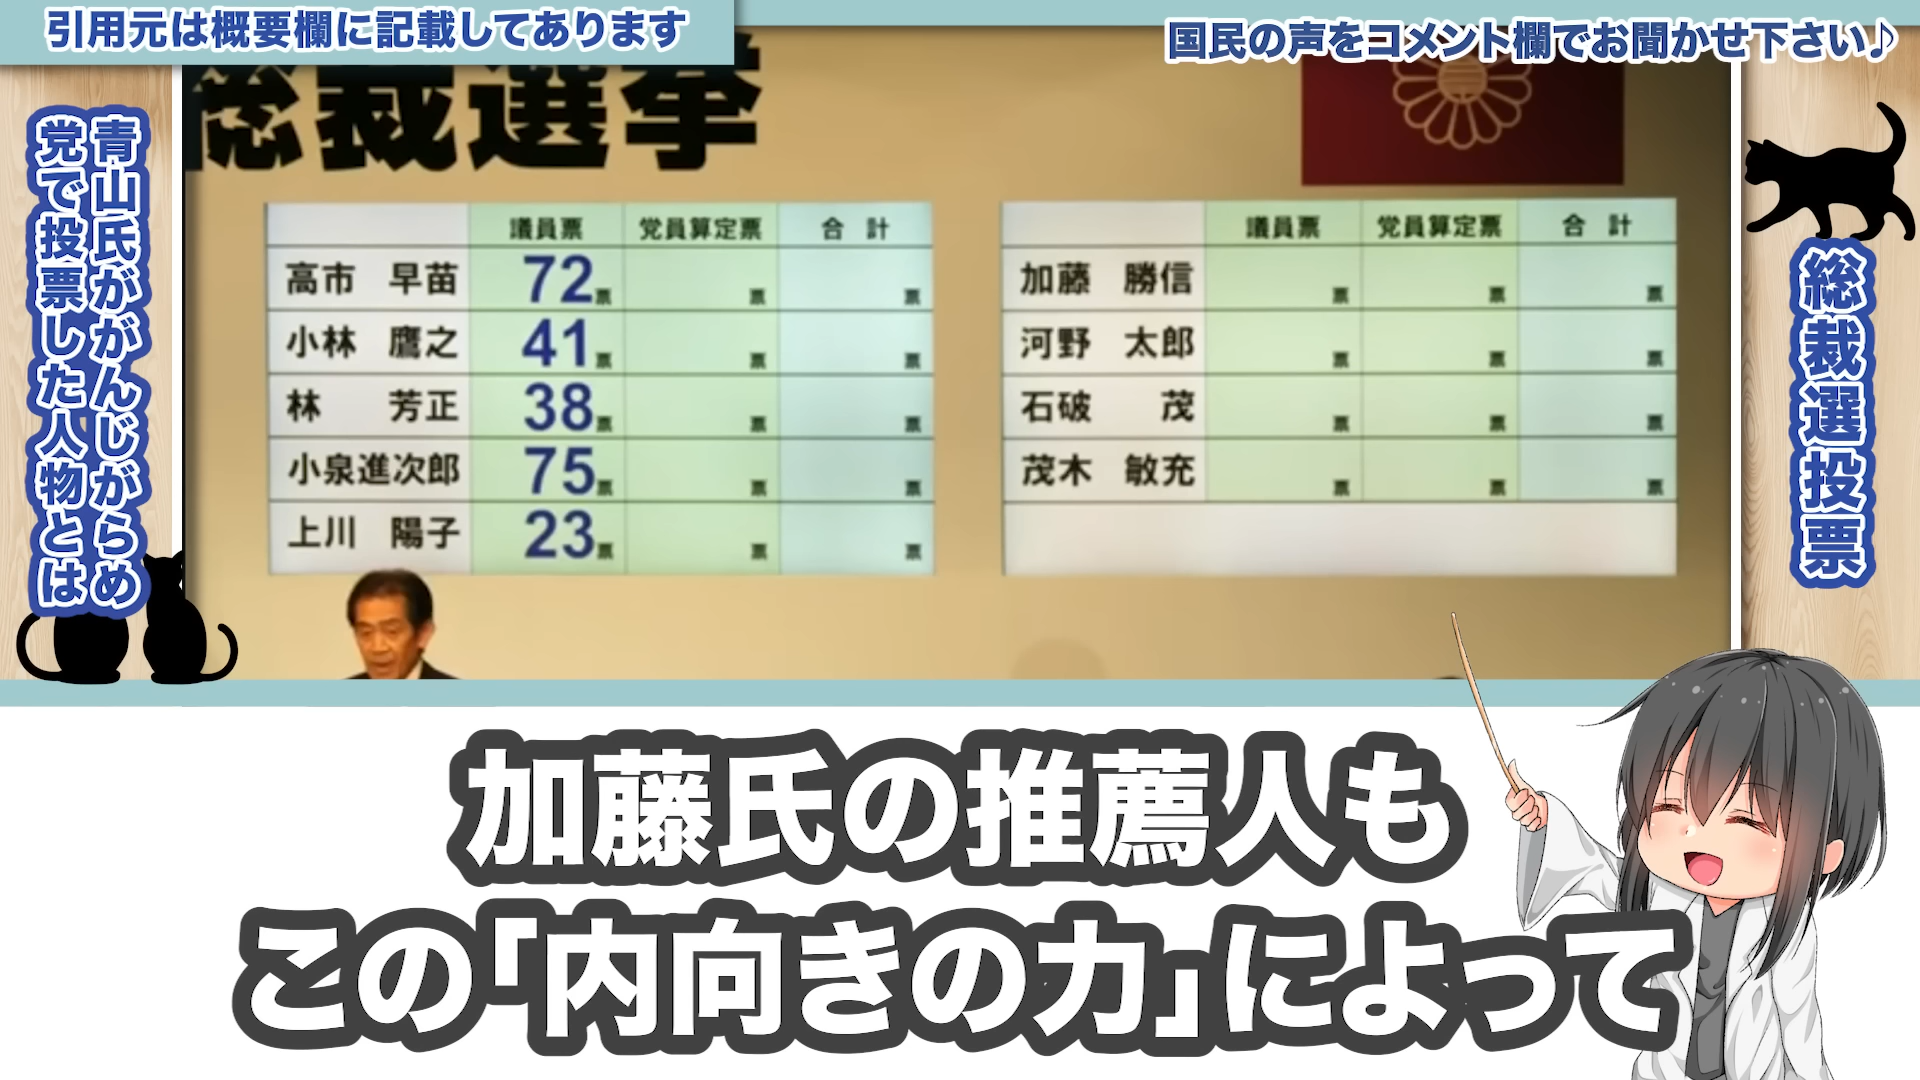 引用元は概要欄に記載してあります
国民の声をコメント欄でお聞かせ下さい♪
青山氏ががんじがらめ
党で投票した人物とは
総裁選投票
総裁選挙
議員票 党員算定票 合計
高市 早苗 72票 票 票
小林 鷹之 41票 票 票
林 芳正 38票 票 票
小泉進次郎 75票 票 票
上川 陽子 23票 票 票
議員票 党員算定票 合計
加藤 勝信 票 票 票
河野 太郎 票 票 票
石破 茂 票 票 票
茂木 敏充 票 票 票
加藤氏の推薦人も
この「内向きの力」によって